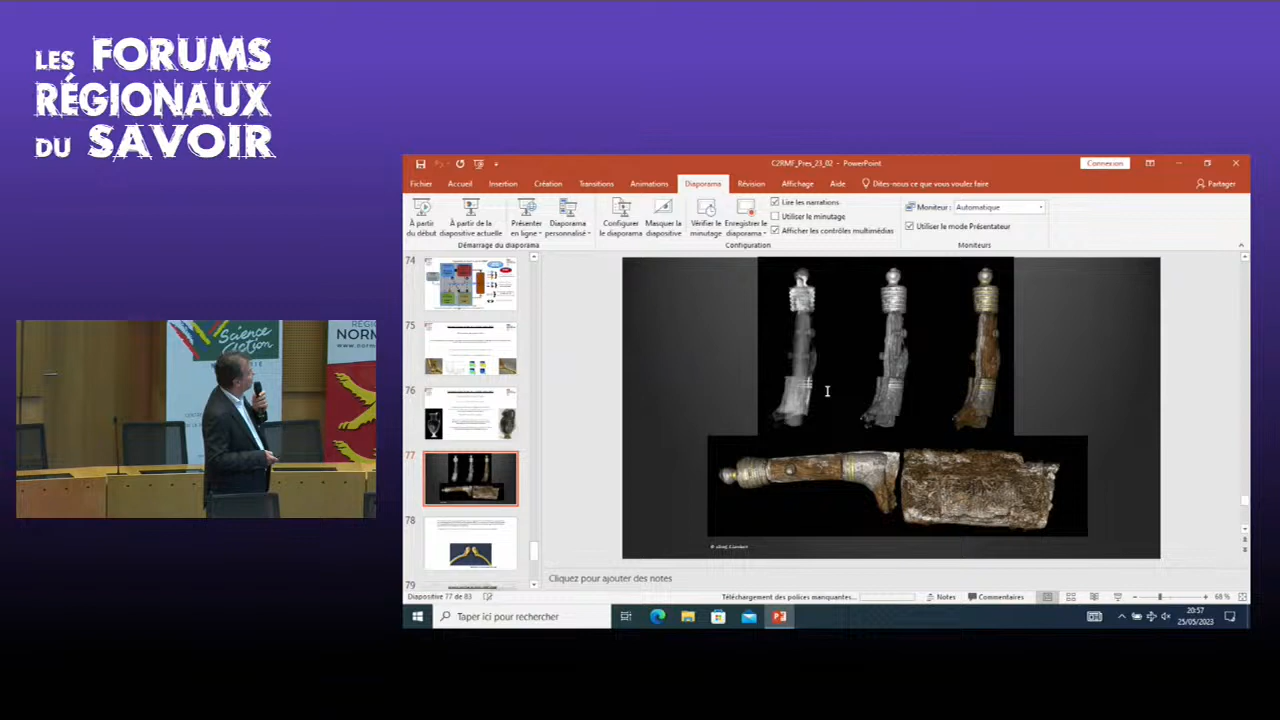 LES FORUMS
RÉGIONAUX
DU SAVOIR
C2RMF_Pres_23_02 - PowerPoint
Connexion
Fichier
Accueil
Insertion
Création
Transitions
Animations
Diaporama
Révision
Affichage
Aide
Dites-nous ce que vous voulez faire
Partager
À partir
du début
À partir de la
diapositive actuelle
Présenter
en ligne
Diaporama
personnalisé
Configurer
le diaporama
Masquer la
diapositive
Vérifier le
minutage
Enregistrer le
diaporama
Lire les narrations
Utiliser le minutage
Afficher les contrôles multimédias
Moniteur :
Automatique
Utiliser le mode Présentateur
Démarrage du diaporama
Configuration
Moniteurs
74
75
76
77
78
79
Science
action
RÉGIO
NORM
www.norm
Cliquez pour ajouter des notes
Diapositive 77 de 83
Téléchargement des polices manquantes...
Notes
Commentaires
68 %
Taper ici pour rechercher
20:57
25/05/2023